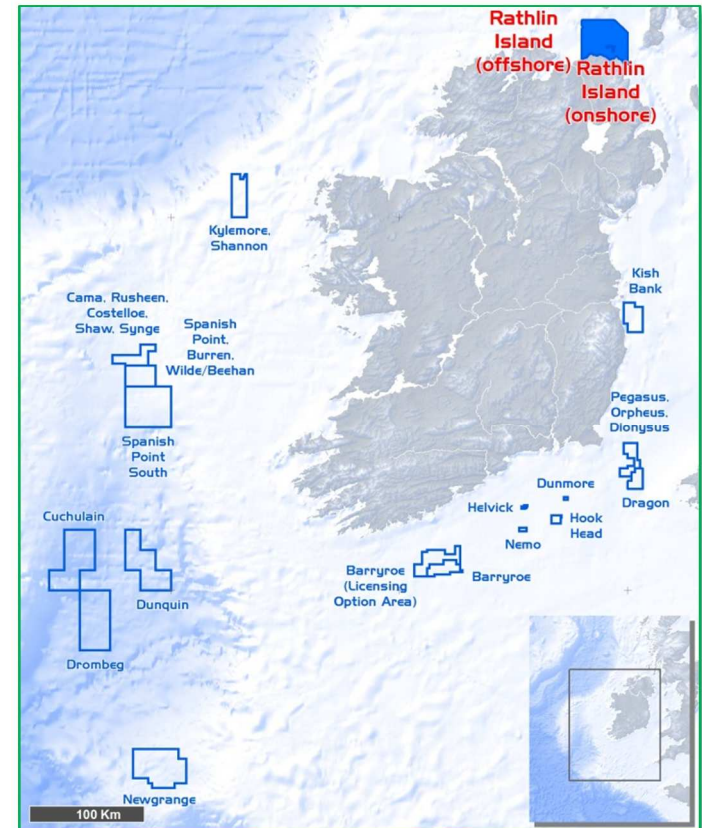 Rathlin
Island
(offshore)
Rathlin
Island
(onshore)
Kylemore,
Shannon
Kish
Bank
Cama, Rusheen,
Costelloe,
Shaw, Synge
Spanish
Point,
Burren,
Wilde/Beehan
Spanish
Point
South
Pegasus,
Orpheus,
Dionysus
Dragon
Dunmore
Helvick
Hook
Head
Nemo
Cuchulain
Dunquin
Barryroe
(Licensing
Option Area)
Barryroe
Drombeg
Newgrange
100 Km